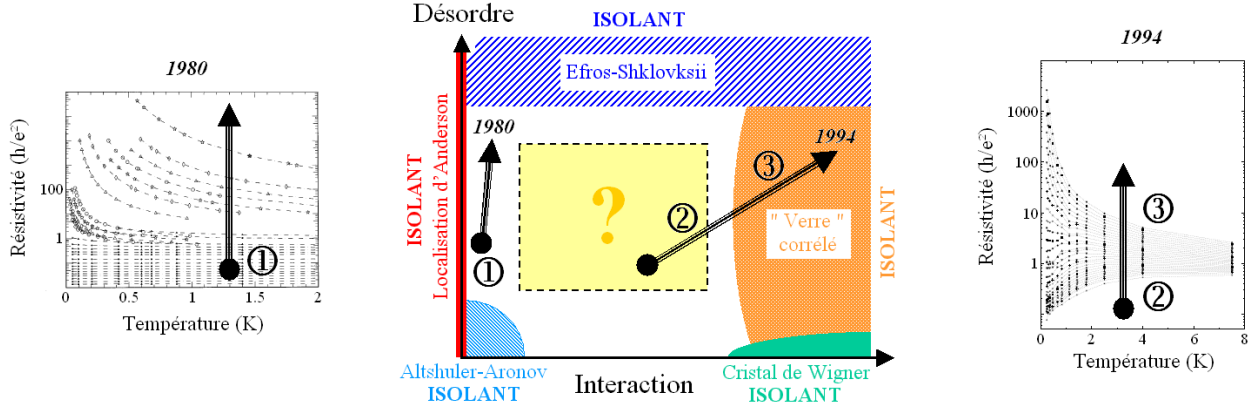 1980
Résistivité (h/e²)
100
1
0
0.5
1
1.5
2
Température (K)
①
Désordre
ISOLANT
Efros-Shklovksii
ISOLANT
Localisation d'Anderson
1980
①
?
②
③
1994
" Verre "
corrélé
ISOLANT
Altshuler-Aronov
ISOLANT
Interaction
Cristal de Wigner
ISOLANT
1994
Résistivité (h/e²)
1000
100
10
1
0
2
4
6
8
Température (K)
③
②